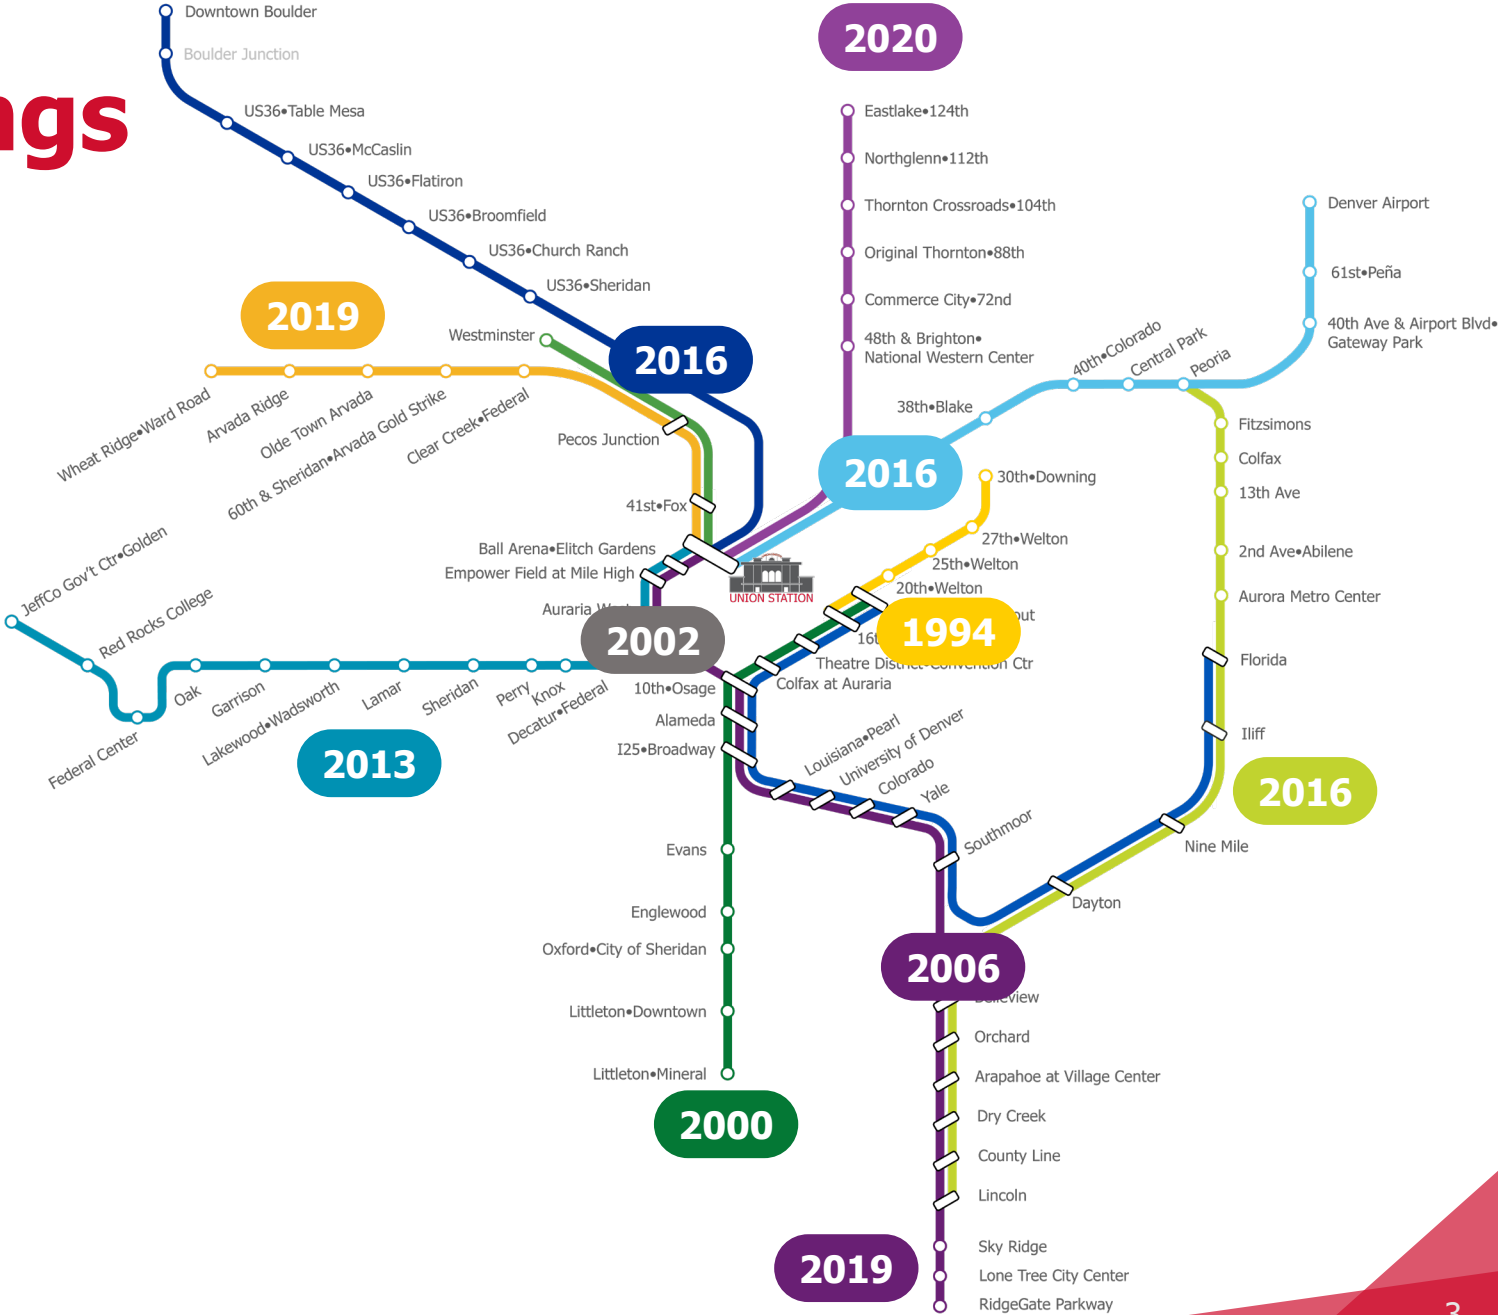 ngs
Downtown Boulder
Boulder Junction
US36•Table Mesa
US36•McCaslin
US36•Flatiron
US36•Broomfield
US36•Church Ranch
US36•Sheridan
2020
Eastlake•124th
Northglenn•112th
Thornton Crossroads•104th
Original Thornton•88th
Commerce City•72nd
48th & Brighton•
National Western Center
Denver Airport
61st•Peña
40th Ave & Airport Blvd•
Gateway Park
40th•Colorado
Central Park
Peoria
38th•Blake
2019
2016
Westminster
Wheat Ridge•Ward Road
Arvada Ridge
Olde Town Arvada
60th & Sheridan•Arvada Gold Strike
Clear Creek•Federal
Pecos Junction
41st•Fox
2016
Fitzsimons
Colfax
13th Ave
2nd Ave•Abilene
Aurora Metro Center
Florida
Iliff
2016
Nine Mile
Dayton
30th•Downing
27th•Welton
25th•Welton
20th•Welton
1994
Theatre District•Convention Ctr
Colfax at Auraria
UNION STATION
Ball Arena•Elitch Gardens
Empower Field at Mile High
Auraria
2002
JeffCo Gov't Ctr•Golden
Red Rocks College
Federal Center
Oak
Garrison
Lakewood•Wadsworth
Lamar
Sheridan
Perry
Knox
Decatur•Federal
2013
10th•Osage
Alameda
I25•Broadway
Louisiana•Pearl
University of Denver
Colorado
Yale
Southmoor
Evans
Englewood
Oxford•City of Sheridan
Littleton•Downtown
Littleton•Mineral
2000
2006
Belleview
Orchard
Arapahoe at Village Center
Dry Creek
County Line
Lincoln
2019
Sky Ridge
Lone Tree City Center
RidgeGate Parkway
3